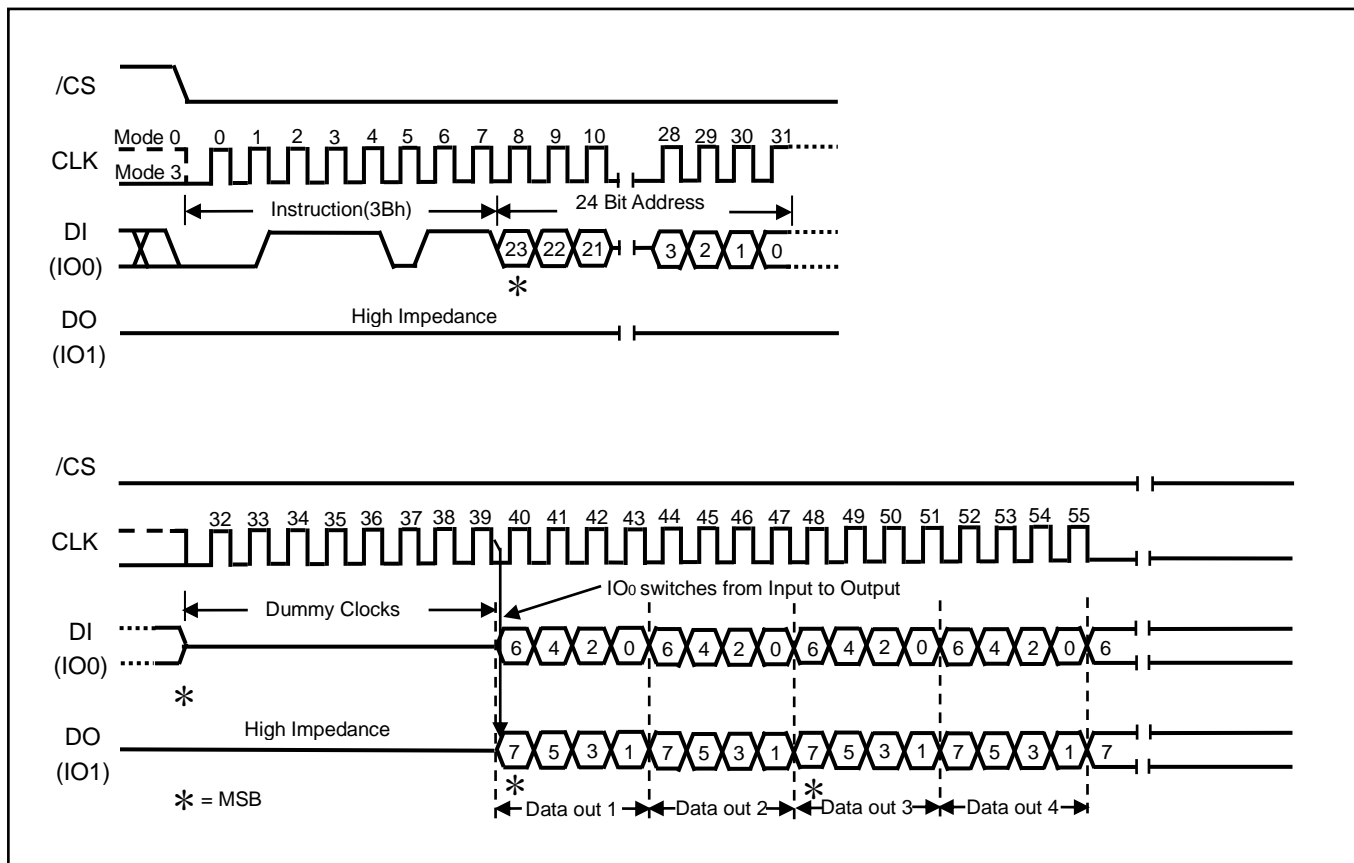 /CS
Mode 0 0 1 2 3 4 5 6 7 8 9 10 28 29 30 31
CLK
Mode 3
Instruction(3Bh) 24 Bit Address
DI
(IO0)
23 22 21 3 2 1 0
*
DO
(IO1)
High Impedance
/CS
32 33 34 35 36 37 38 39 40 41 42 43 44 45 46 47 48 49 50 51 52 53 54 55
CLK
IO0 switches from Input to Output
Dummy Clocks
DI
(IO0)
6 4 2 0 6 4 2 0 6 4 2 0 6 4 2 0 6
*
DO
(IO1)
High Impedance
7 5 3 1 7 5 3 1 7 5 3 1 7 5 3 1 7
* *
* = MSB
Data out 1 Data out 2 Data out 3 Data out 4